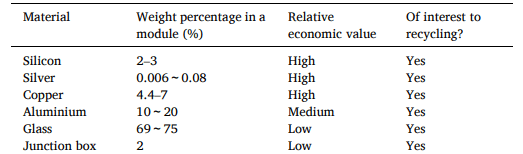 Material Weight percentage in a Relative Of interest to
module (%) economic value recycling?
Silicon 2–3 High Yes
Silver 0.006 ~ 0.08 High Yes
Copper 4.4–7 High Yes
Aluminium 10 ~ 20 Medium Yes
Glass 69 ~ 75 Low Yes
Junction box 2 Low Yes